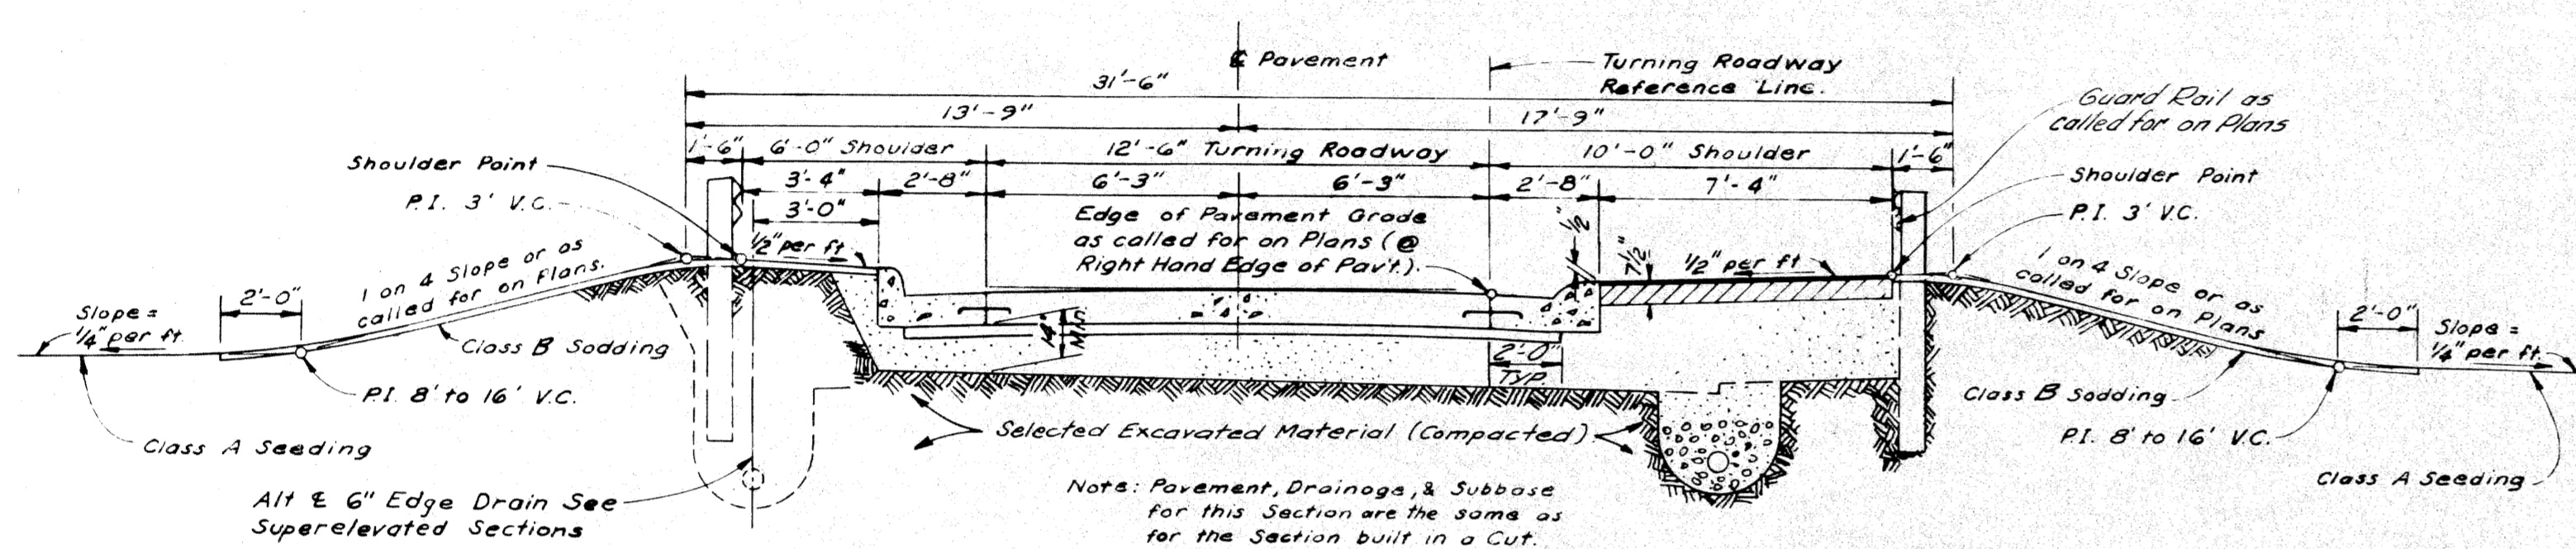 ℄ Pavement
Turning Roadway
Reference Line.
31'-6"
13'-9"
17'-9"
Guard Rail as
called for on Plans
1'-6"
6'-0" Shoulder
12'-6" Turning Roadway
10'-0" Shoulder
1'-6"
Shoulder Point
3'-4"
2'-8"
6'-3"
6'-3"
2'-8"
7'-4"
Shoulder Point
P.I. 3' V.C.
3'-0"
Edge of Pavement Grade
as called for on Plans (@
Right Hand Edge of Pav't.).
1/2"
P.I. 3' V.C.
1/2" per ft
7 1/2"
1/2" per ft
1 on 4 Slope or as
called for on Plans.
1 on 4 Slope or as
called for on Plans
2'-0"
2'-0"
Slope =
1/4" per ft.
Slope =
1/4" per ft.
Class B Sodding
14"
Min.
2'-0"
Typ.
P.I. 8' to 16' V.C.
Class B Sodding
Class A Seeding
Selected Excavated Material (Compacted)
P.I. 8' to 16' V.C.
Class A Seeding
Alt ℄ 6" Edge Drain See
Superelevated Sections
Note: Pavement, Drainage, & Subbase
for this Section are the same as
for the Section built in a Cut.